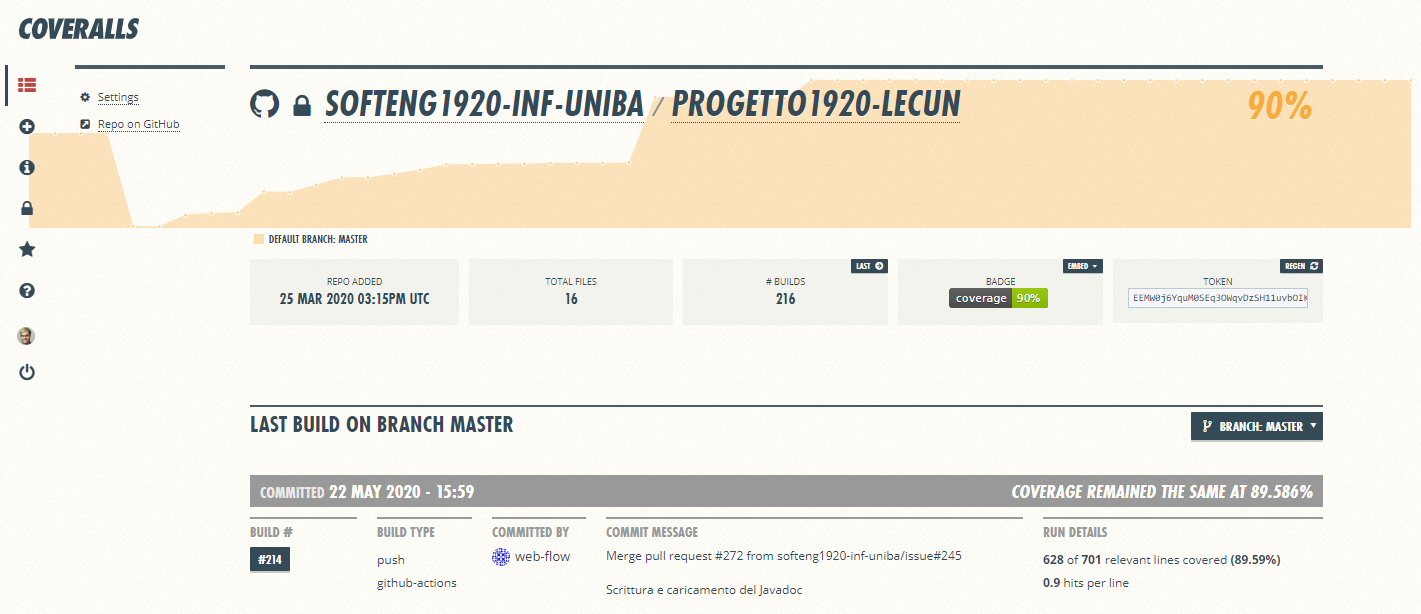 COVERALLS
Settings
Repo on GitHub
SOFTENG1920-INF-UNIBA / PROGETTO1920-LECUN
90%
DEFAULT BRANCH: MASTER
REPO ADDED
25 MAR 2020 03:15PM UTC
TOTAL FILES
16
LAST
# BUILDS
216
EMBED
BADGE
coverage 90%
REGEN
TOKEN
EEMW0j6YquM0SEq3OWqvDzSH11uvbOIK
LAST BUILD ON BRANCH MASTER
BRANCH: MASTER
COMMITTED 22 MAY 2020 - 15:59
COVERAGE REMAINED THE SAME AT 89.586%
BUILD #
#214
BUILD TYPE
push
github-actions
COMMITTED BY
web-flow
COMMIT MESSAGE
Merge pull request #272 from softeng1920-inf-uniba/issue#245
Scrittura e caricamento del Javadoc
RUN DETAILS
628 of 701 relevant lines covered (89.59%)
0.9 hits per line